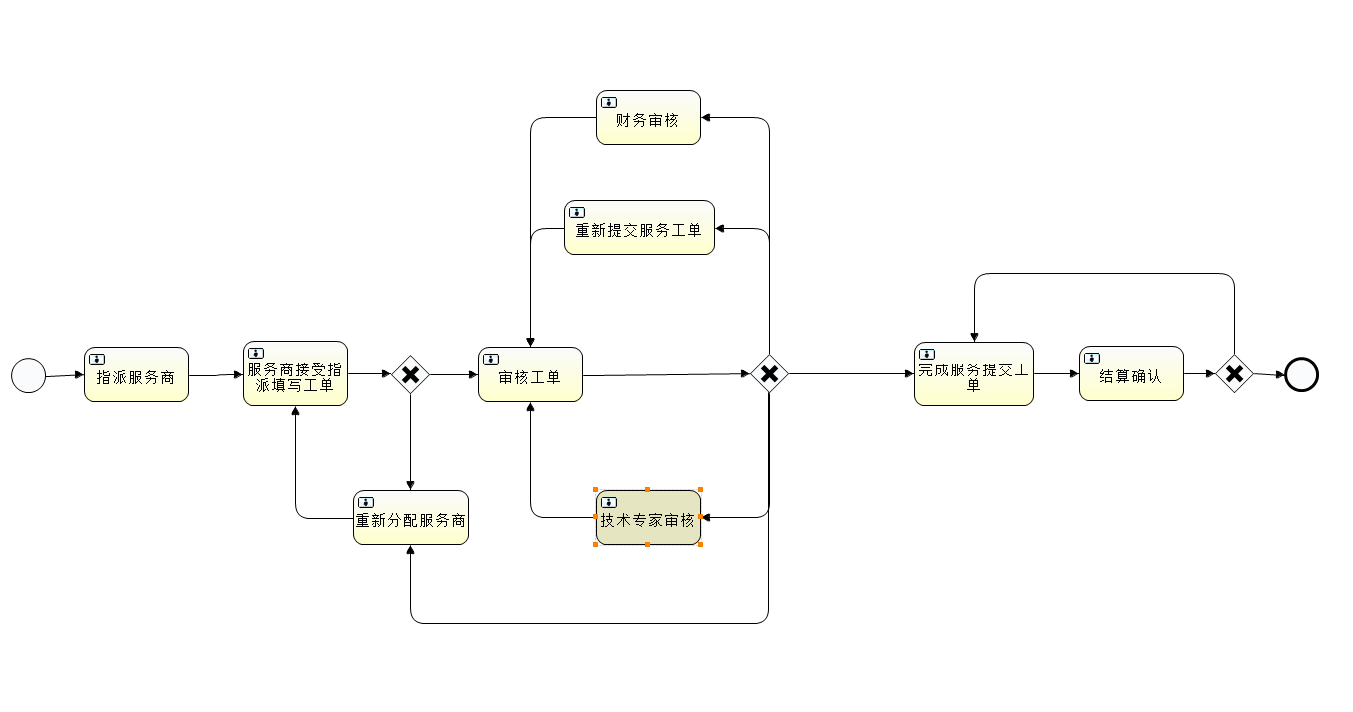 财务审核
重新提交服务工单
指派服务商
服务商接受指
派填写工单
审核工单
完成服务提交工
单
结算确认
重新分配服务商
技术专家审核